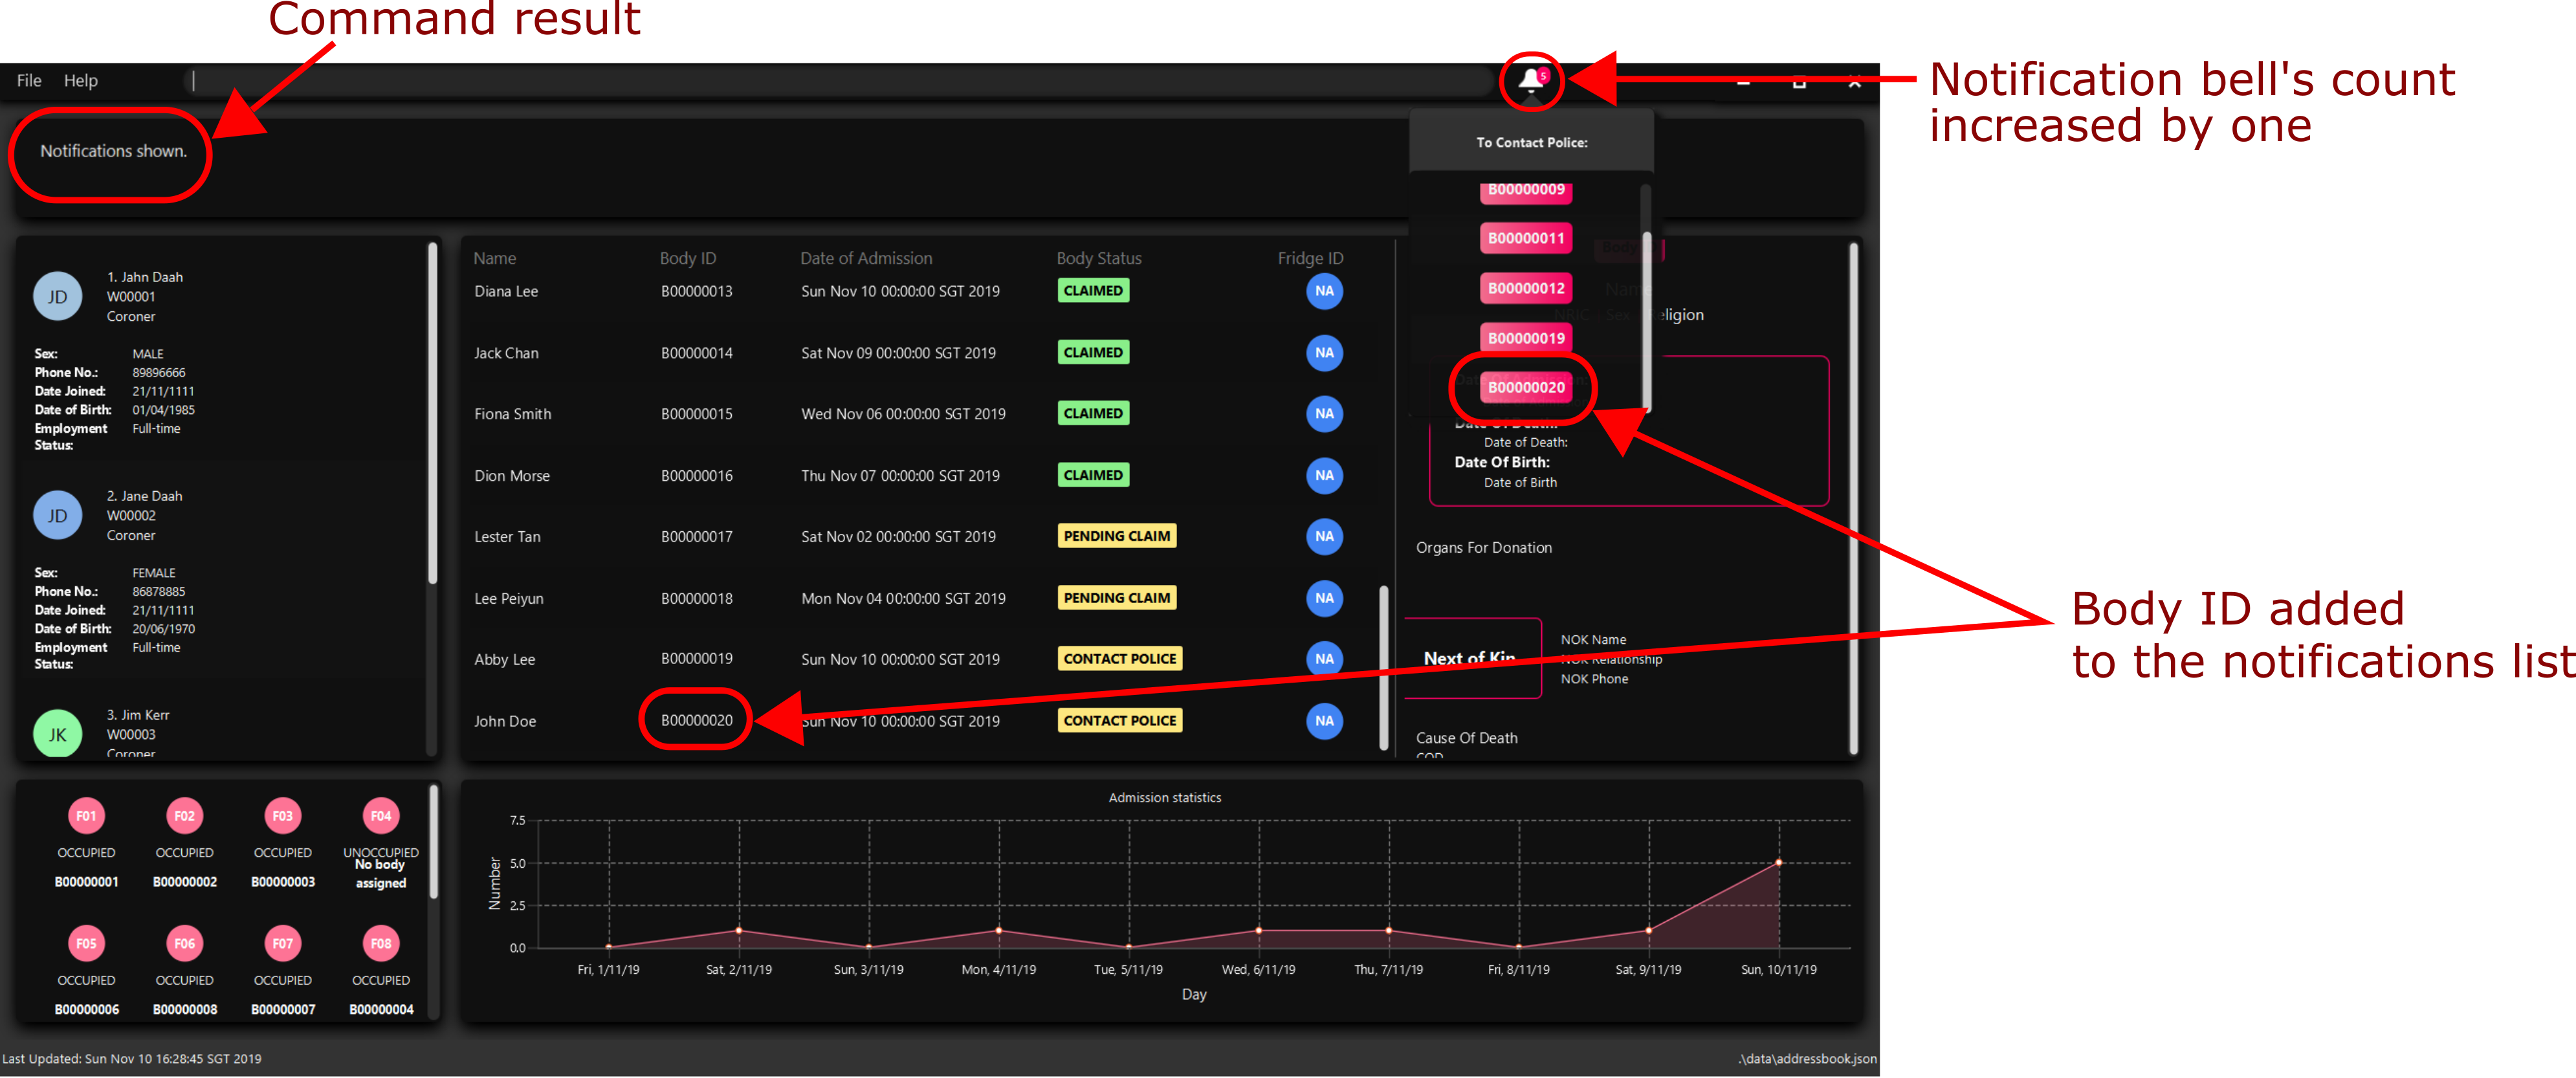 Command result
File Help
5
Notification bell's count
increased by one
Notifications shown.
To Contact Police:
B00000009
B00000011
B00000012
B00000019
B00000020
1. Jahn Daah
W00001
Coroner
JD
Sex: MALE
Phone No.: 89896666
Date Joined: 21/11/1111
Date of Birth: 01/04/1985
Employment Full-time
Status:
2. Jane Daah
W00002
Coroner
JD
Sex: FEMALE
Phone No.: 86878885
Date Joined: 21/11/1111
Date of Birth: 20/06/1970
Employment Full-time
Status:
3. Jim Kerr
W00003
Coroner
JK
Name Body ID Date of Admission Body Status Fridge ID
Diana Lee B00000013 Sun Nov 10 00:00:00 SGT 2019 CLAIMED NA
Jack Chan B00000014 Sat Nov 09 00:00:00 SGT 2019 CLAIMED NA
Fiona Smith B00000015 Wed Nov 06 00:00:00 SGT 2019 CLAIMED NA
Dion Morse B00000016 Thu Nov 07 00:00:00 SGT 2019 CLAIMED NA
Lester Tan B00000017 Sat Nov 02 00:00:00 SGT 2019 PENDING CLAIM NA
Lee Peiyun B00000018 Mon Nov 04 00:00:00 SGT 2019 PENDING CLAIM NA
Abby Lee B00000019 Sun Nov 10 00:00:00 SGT 2019 CONTACT POLICE NA
John Doe B00000020 Sun Nov 10 00:00:00 SGT 2019 CONTACT POLICE NA
Name
NRIC Sex Religion
Date Of Death:
Date of Death:
Date Of Birth:
Date of Birth
Organs For Donation
Next of Kin
NOK Name
NOK Relationship
NOK Phone
Cause Of Death
COD
Body ID added
to the notifications list
F01 F02 F03 F04
OCCUPIED OCCUPIED OCCUPIED UNOCCUPIED
B00000001 B00000002 B00000003 No body
assigned
F05 F06 F07 F08
OCCUPIED OCCUPIED OCCUPIED OCCUPIED
B00000006 B00000008 B00000007 B00000004
Admission statistics
Number
7.5
5.0
2.5
0.0
Fri, 1/11/19 Sat, 2/11/19 Sun, 3/11/19 Mon, 4/11/19 Tue, 5/11/19 Wed, 6/11/19 Thu, 7/11/19 Fri, 8/11/19 Sat, 9/11/19 Sun, 10/11/19
Day
Last Updated: Sun Nov 10 16:28:45 SGT 2019
.\data\addressbook.json